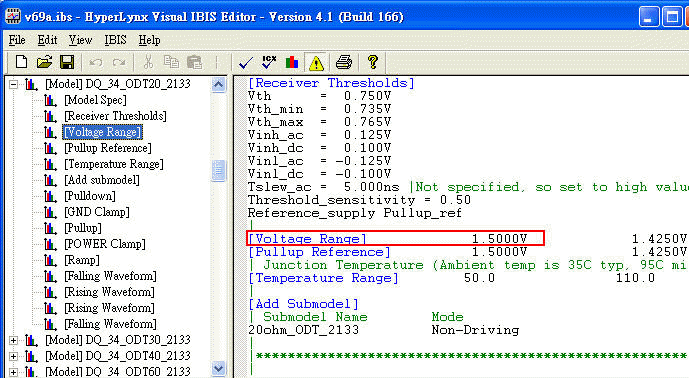 v69a.ibs - HyperLynx Visual IBIS Editor - Version 4.1 (Build 166)
File Edit View IBIS Help
ICX
[Model] DQ_34_ODT20_2133
[Model Spec]
[Receiver Thresholds]
[Voltage Range]
[Pullup Reference]
[Temperature Range]
[Add submodel]
[Pulldown]
[GND Clamp]
[Pullup]
[POWER Clamp]
[Ramp]
[Falling Waveform]
[Rising Waveform]
[Rising Waveform]
[Falling Waveform]
[Model] DQ_34_ODT30_2133
[Model] DQ_34_ODT40_2133
[Model] DQ_34_ODT60_2133
[Receiver Thresholds]
Vth = 0.750V
Vth_min = 0.735V
Vth_max = 0.765V
Vinh_ac = 0.125V
Vinh_dc = 0.100V
Vinl_ac = -0.125V
Vinl_dc = -0.100V
Tslew_ac = 5.000ns |Not specified, so set to high value
Threshold_sensitivity = 0.50
Reference_supply Pullup_ref
|
[Voltage Range] 1.5000V 1.4250V
[Pullup Reference] 1.5000V 1.4250V
| Junction Temperature (Ambient temp is 35C typ, 95C mi
[Temperature Range] 50.0 110.0
|
[Add Submodel]
| Submodel Name Mode
20ohm_ODT_2133 Non-Driving
|
|*******************************************************